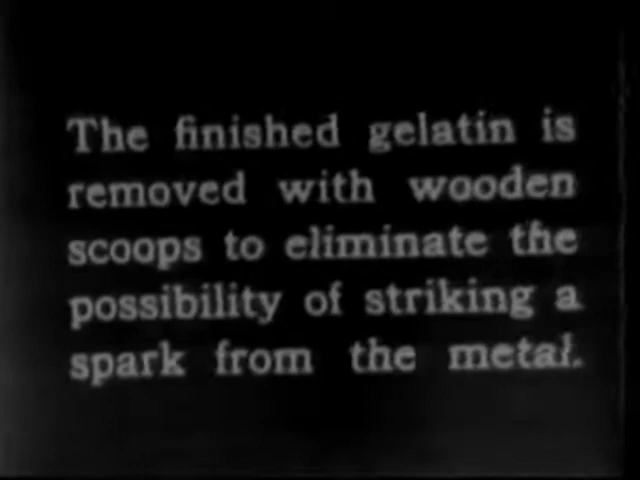 The finished gelatin is
removed with wooden
scoops to eliminate the
possibility of striking a
spark from the metal.